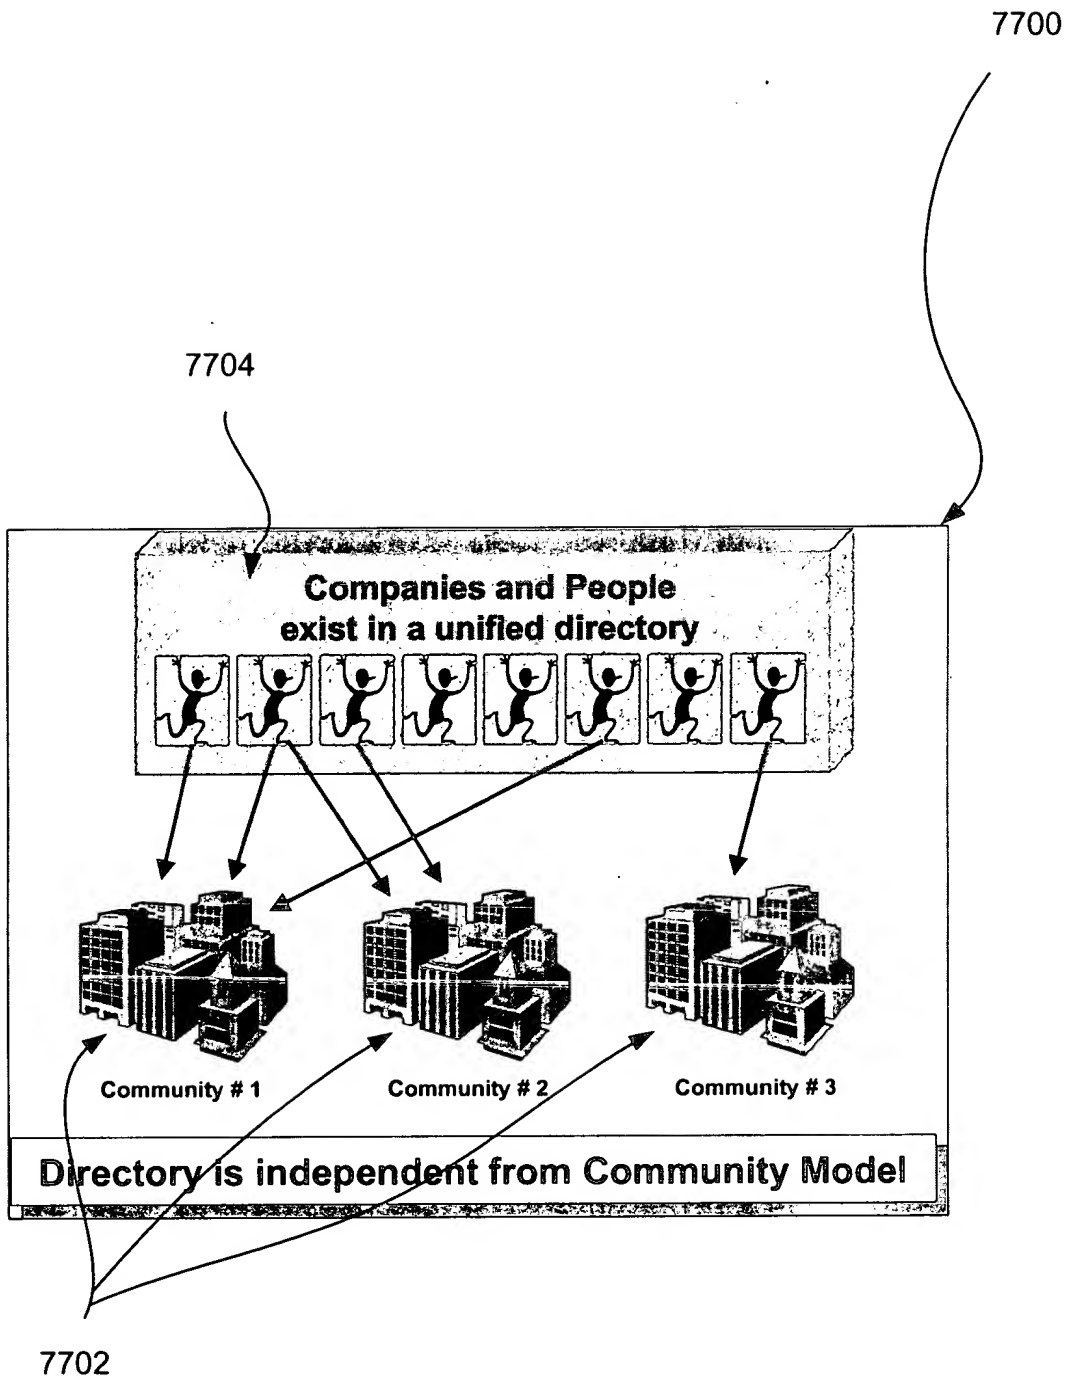 7700
7704
Companies and People
exist in a unified directory
Community # 1
Community # 2
Community # 3
Directory is independent from Community Model
7702